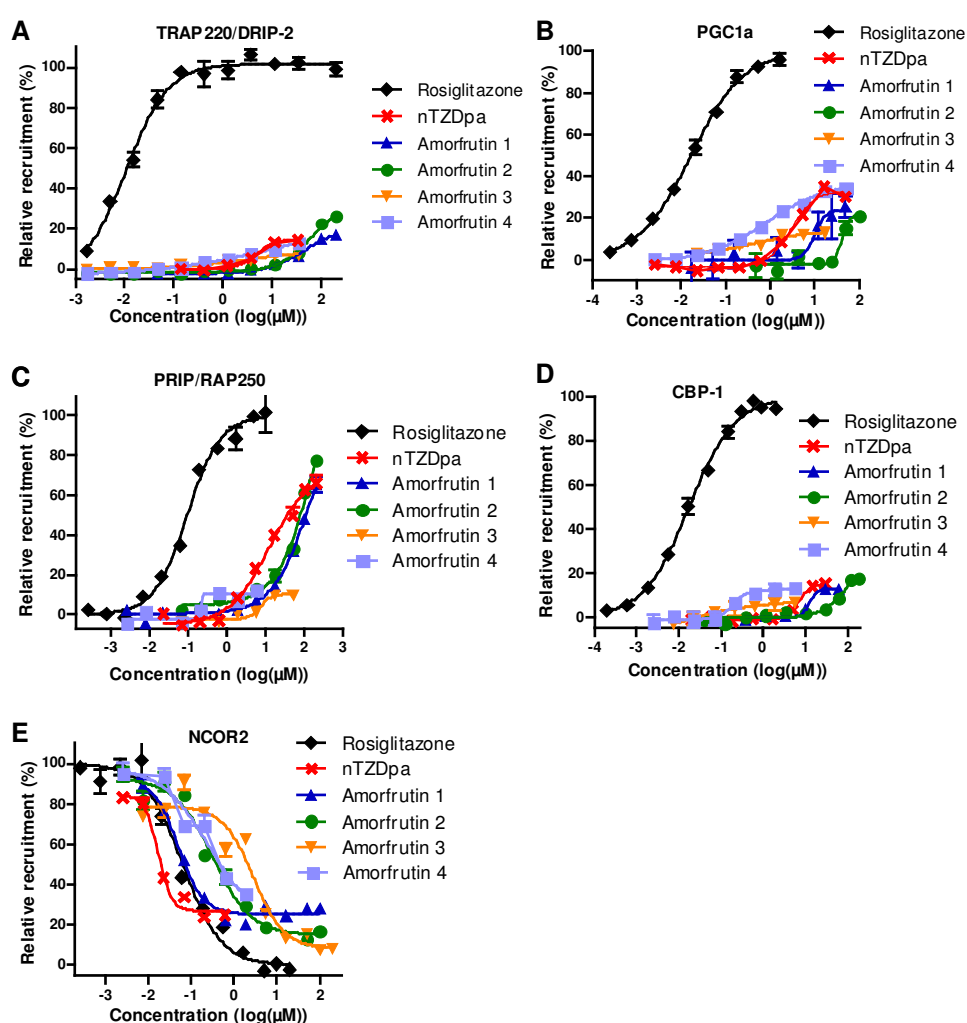 A
TRAP220/DRIP-2
Relative recruitment (%)
100
80
60
40
20
0
-3
-2
-1
0
1
2
Concentration (log(µM))
Rosiglitazone
nTZDpa
Amorfrutin 1
Amorfrutin 2
Amorfrutin 3
Amorfrutin 4
B
PGC1a
Relative recruitment (%)
100
80
60
40
20
0
-4
-3
-2
-1
0
1
2
Concentration (log(µM))
Rosiglitazone
nTZDpa
Amorfrutin 1
Amorfrutin 2
Amorfrutin 3
Amorfrutin 4
C
PRIP/RAP250
Relative recruitment (%)
100
80
60
40
20
0
-4
-3
-2
-1
0
1
2
3
Concentration (log(µM))
Rosiglitazone
nTZDpa
Amorfrutin 1
Amorfrutin 2
Amorfrutin 3
Amorfrutin 4
D
CBP-1
Relative recruitment (%)
100
80
60
40
20
0
-4
-3
-2
-1
0
1
2
Concentration (log(µM))
Rosiglitazone
nTZDpa
Amorfrutin 1
Amorfrutin 2
Amorfrutin 3
Amorfrutin 4
E
NCOR2
Relative recruitment (%)
100
80
60
40
20
0
-3
-2
-1
0
1
2
Concentration (log(µM))
Rosiglitazone
nTZDpa
Amorfrutin 1
Amorfrutin 2
Amorfrutin 3
Amorfrutin 4